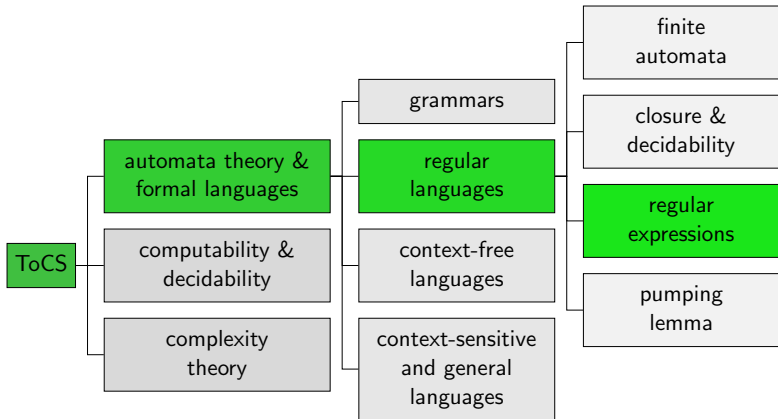 ToCS
automata theory &
formal languages
computability &
decidability
complexity
theory
grammars
regular
languages
context-free
languages
context-sensitive
and general
languages
finite
automata
closure &
decidability
regular
expressions
pumping
lemma